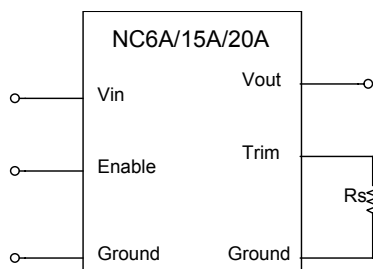 NC6A/15A/20A
Vin
Vout
Enable
Trim
Rs
Ground
Ground